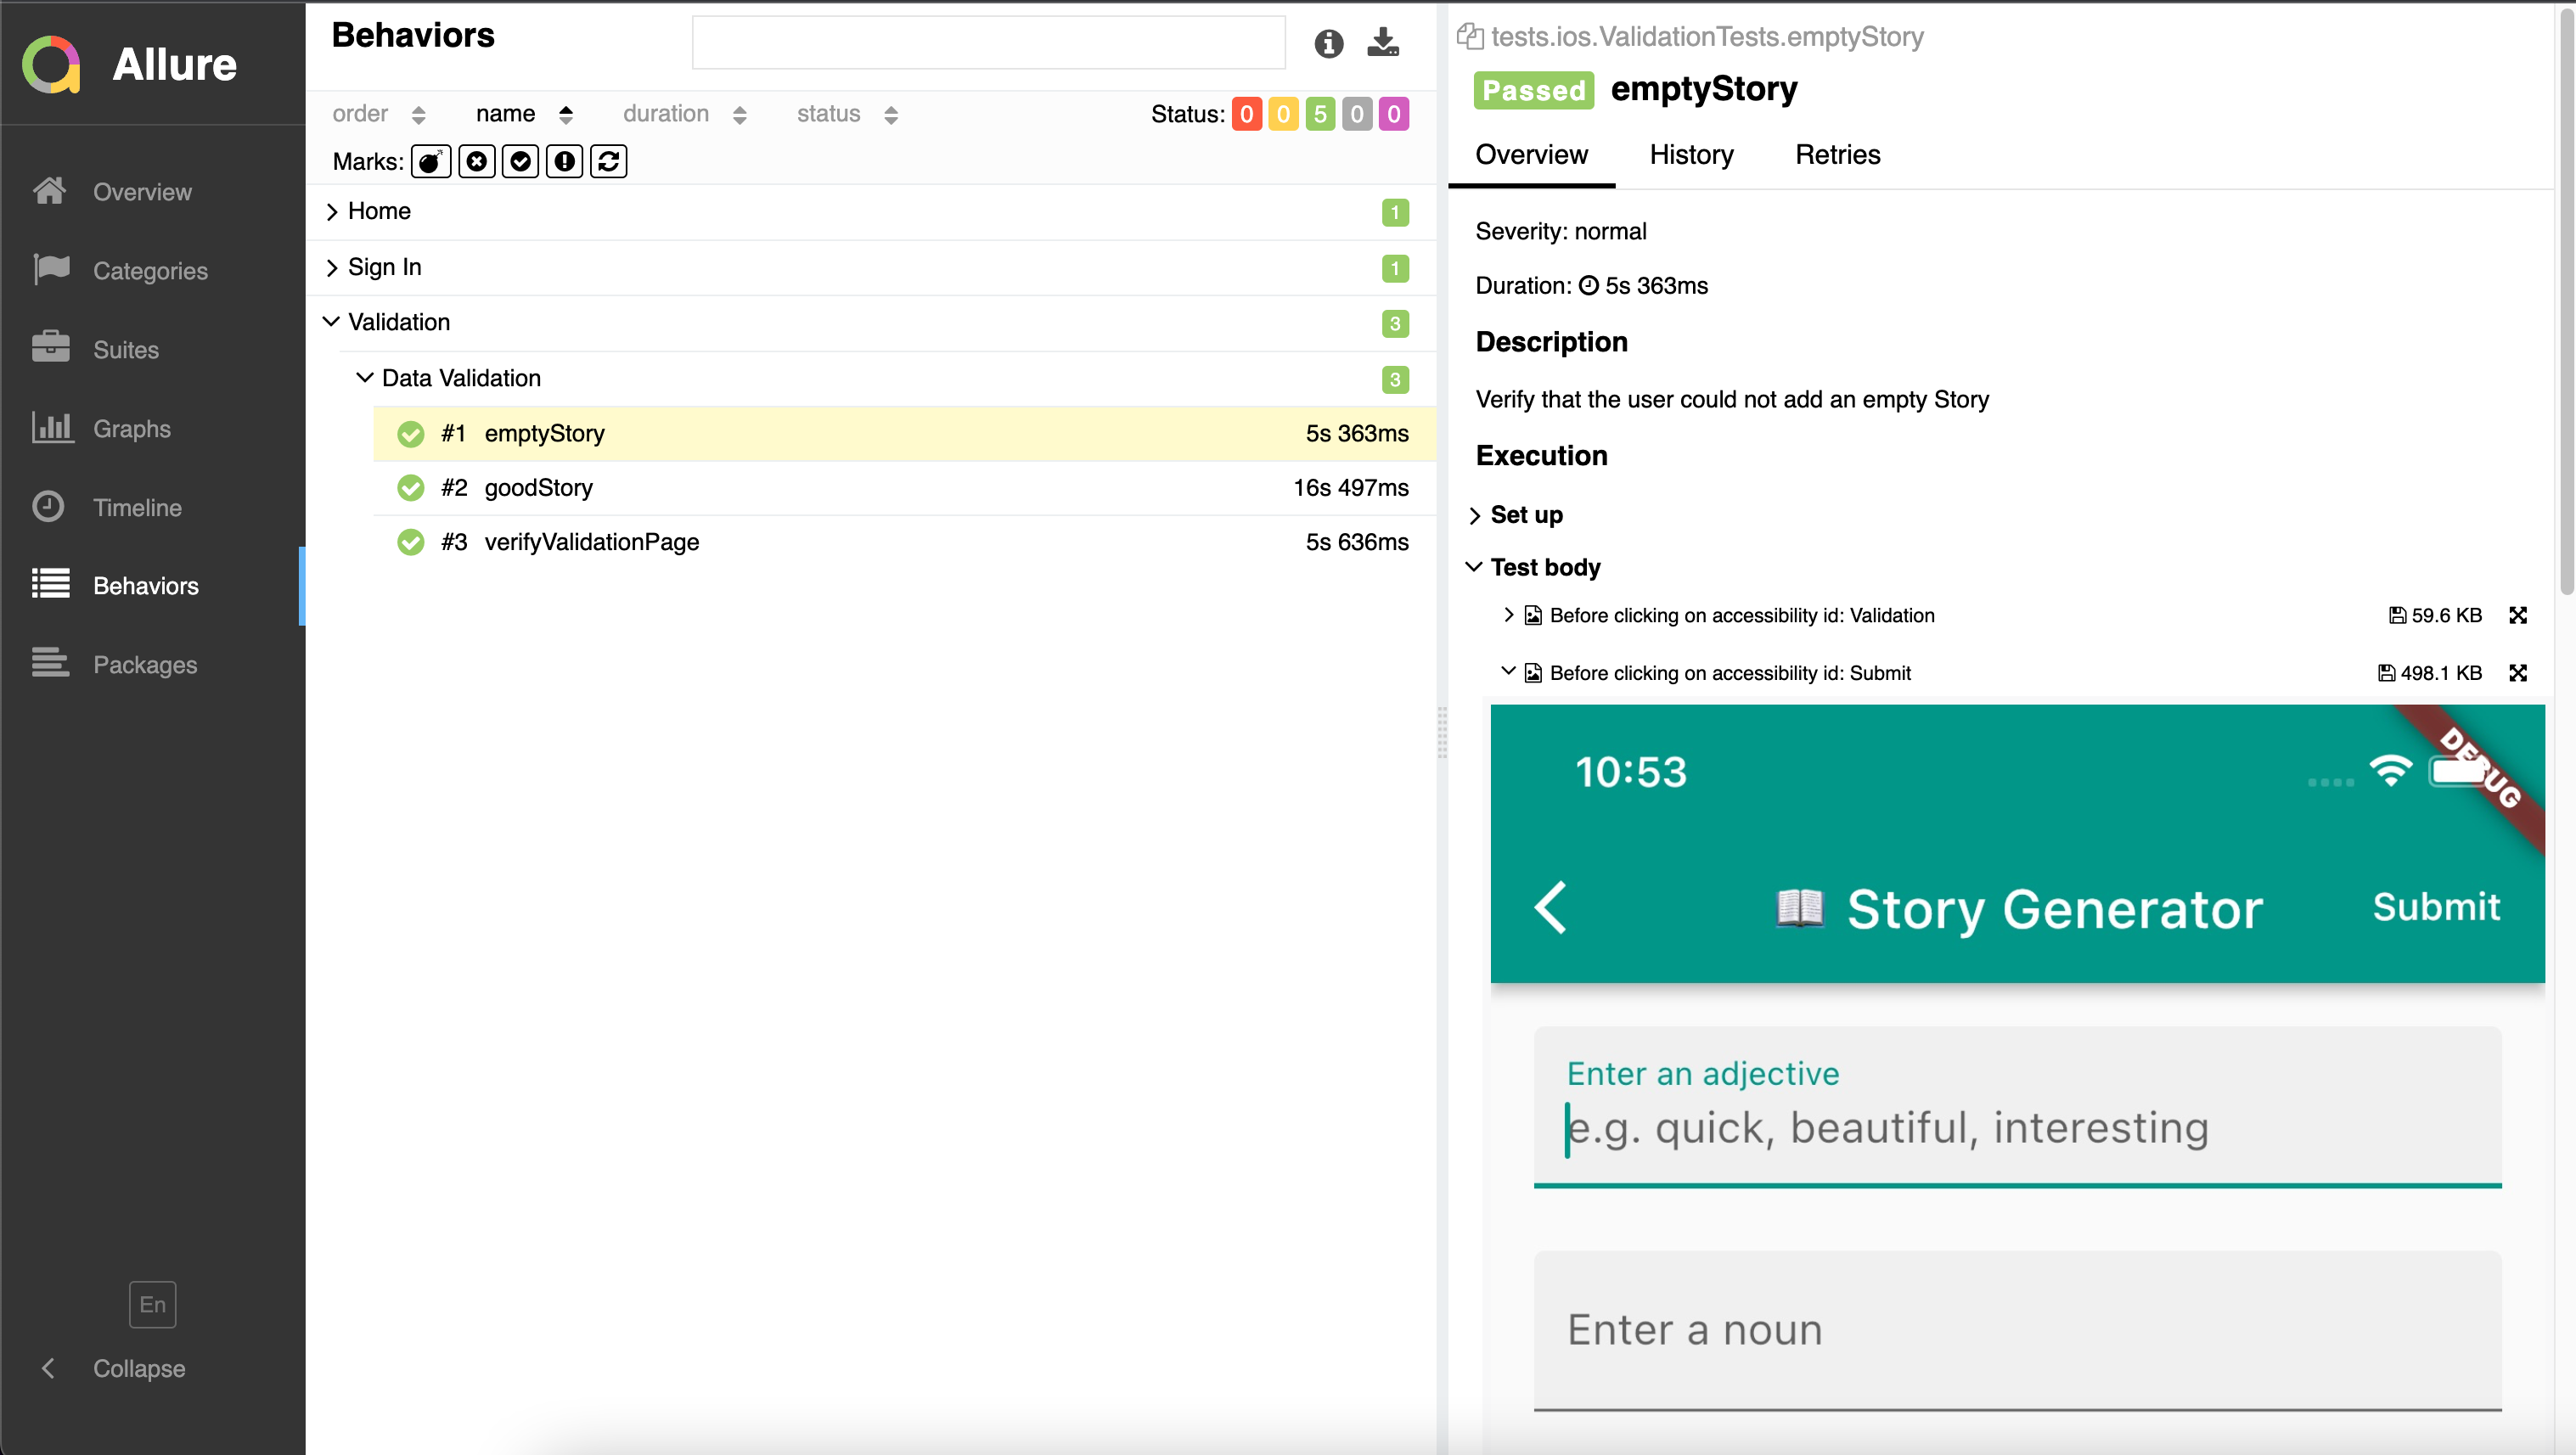 Allure
Overview
Categories
Suites
Graphs
Timeline
Behaviors
Packages
En
Collapse
Behaviors
order name duration status Status: 0 0 5 0 0
Marks:
Home 1
Sign In 1
Validation 3
Data Validation 3
#1 emptyStory 5s 363ms
#2 goodStory 16s 497ms
#3 verifyValidationPage 5s 636ms
tests.ios.ValidationTests.emptyStory
Passed emptyStory
Overview History Retries
Severity: normal
Duration: 5s 363ms
Description
Verify that the user could not add an empty Story
Execution
Set up
Test body
Before clicking on accessibility id: Validation 59.6 KB
Before clicking on accessibility id: Submit 498.1 KB
10:53 DEBUG
Story Generator Submit
Enter an adjective
e.g. quick, beautiful, interesting
Enter a noun